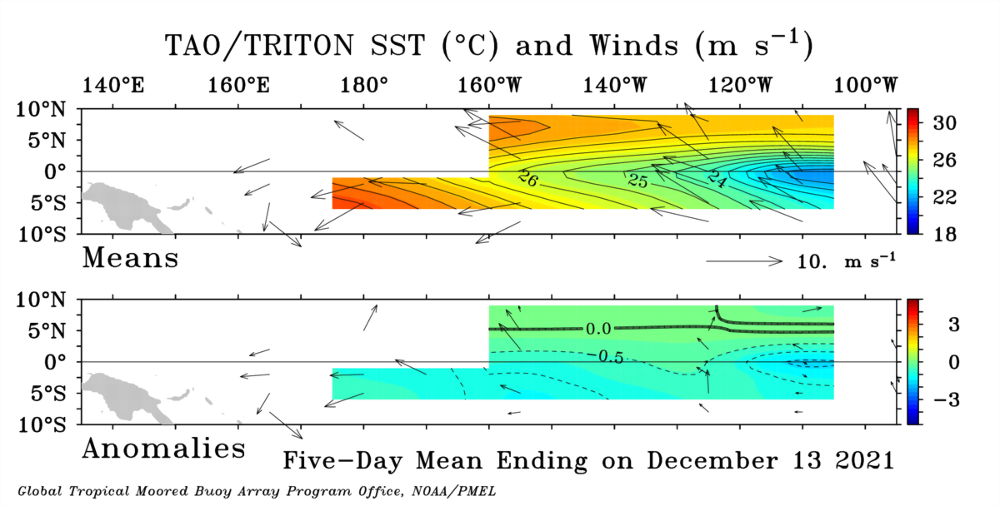 TAO/TRITON SST (°C) and Winds (m s⁻¹)
140°E 160°E 180° 160°W 140°W 120°W 100°W
10°N
5°N
0°
5°S
10°S
26 25 24
30
26
22
18
Means
10. m s⁻¹
10°N
5°N
0°
5°S
10°S
0.0
-0.5
3
0
-3
Anomalies
Five-Day Mean Ending on December 13 2021
Global Tropical Moored Buoy Array Program Office, NOAA/PMEL